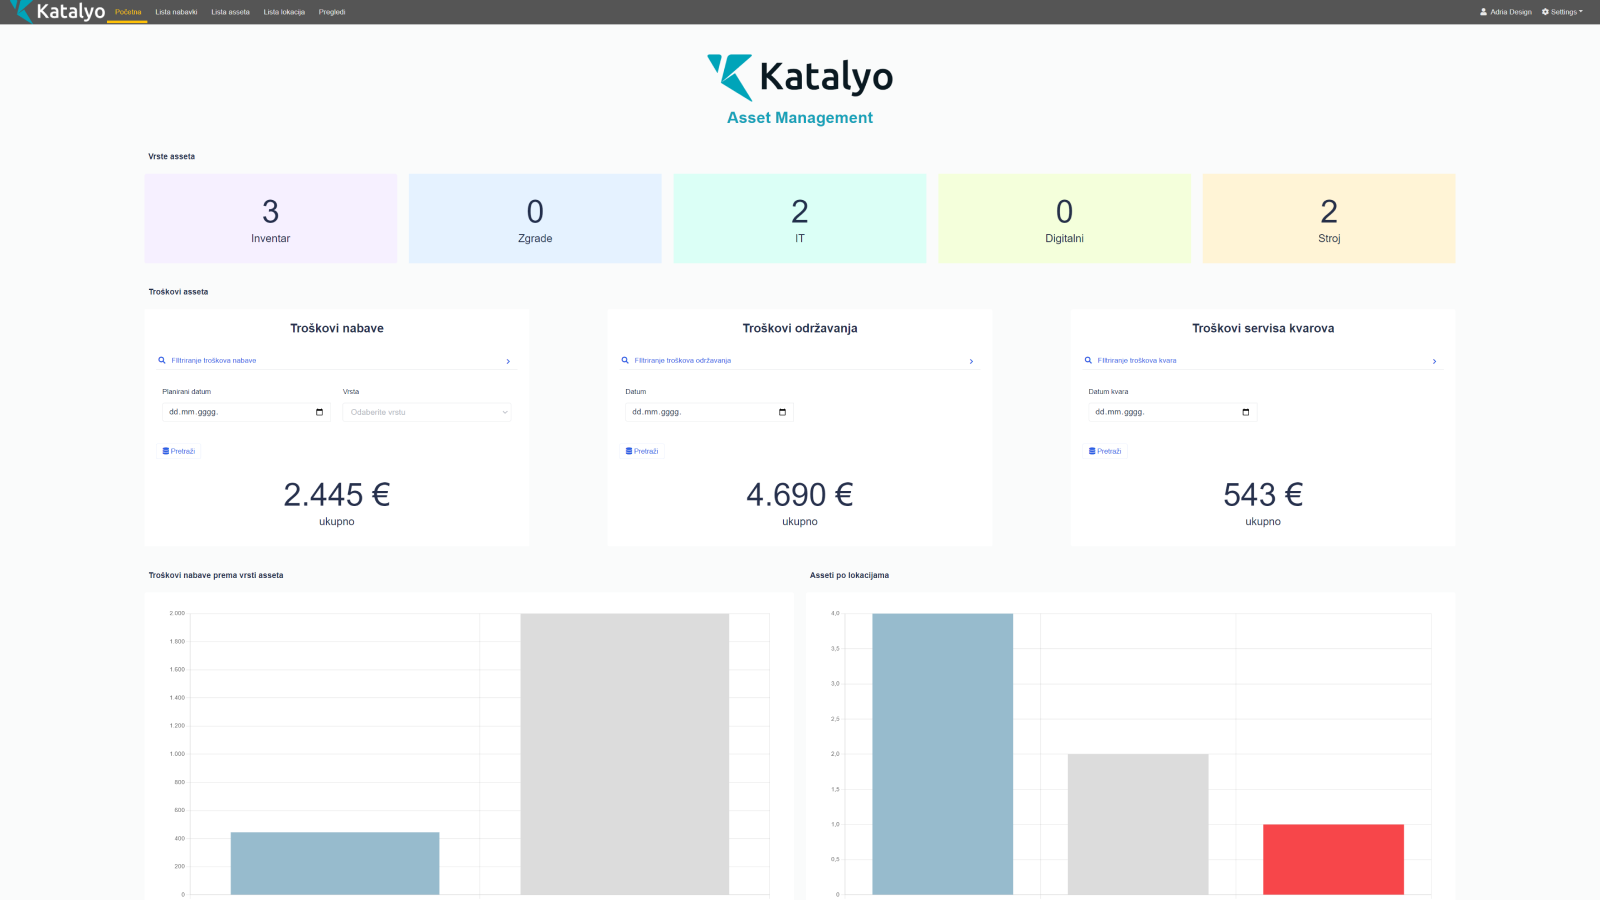 Katalyo Početna Lista nabavki Lista asseta Lista lokacija Pregledi Adria Design Settings
Katalyo
Asset Management
Vrste asseta
3
Inventar
0
Zgrade
2
IT
0
Digitalni
2
Stroj
Troškovi asseta
Troškovi nabave
FIltriranje troškova nabave
Planirani datum Vrsta
dd.mm.gggg. Odaberite vrstu
Pretraži
2.445 €
ukupno
Troškovi održavanja
FIltriranje troškova održavanja
Datum
dd.mm.gggg.
Pretraži
4.690 €
ukupno
Troškovi servisa kvarova
FIltriranje troškova kvara
Datum kvara
dd.mm.gggg.
Pretraži
543 €
ukupno
Troškovi nabave prema vrsti asseta
2.000
1.800
1.600
1.400
1.200
1.000
800
600
400
200
0
Asseti po lokacijama
4,0
3,5
3,0
2,5
2,0
1,5
1,0
0,5
0